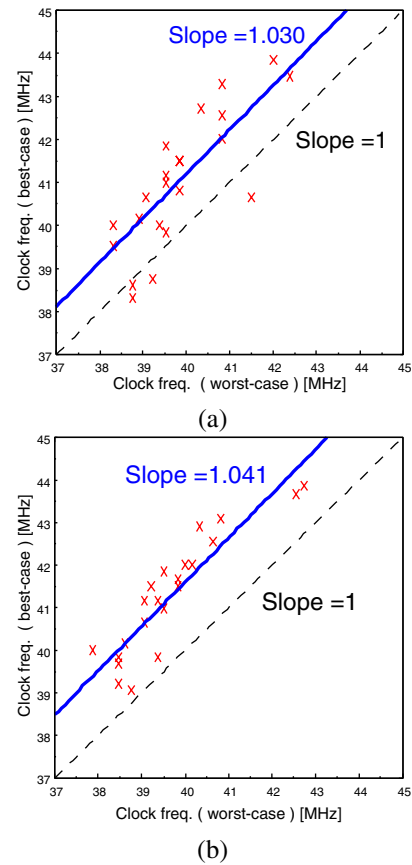 45
44
43
42
41
40
39
38
37
Clock freq. ( best-case ) [MHz]
Slope =1.030
Slope =1
37 38 39 40 41 42 43 44 45
Clock freq. ( worst-case ) [MHz]
(a)
45
44
43
42
41
40
39
38
37
Clock freq. ( best-case ) [MHz]
Slope =1.041
Slope =1
37 38 39 40 41 42 43 44 45
Clock freq. ( worst-case ) [MHz]
(b)